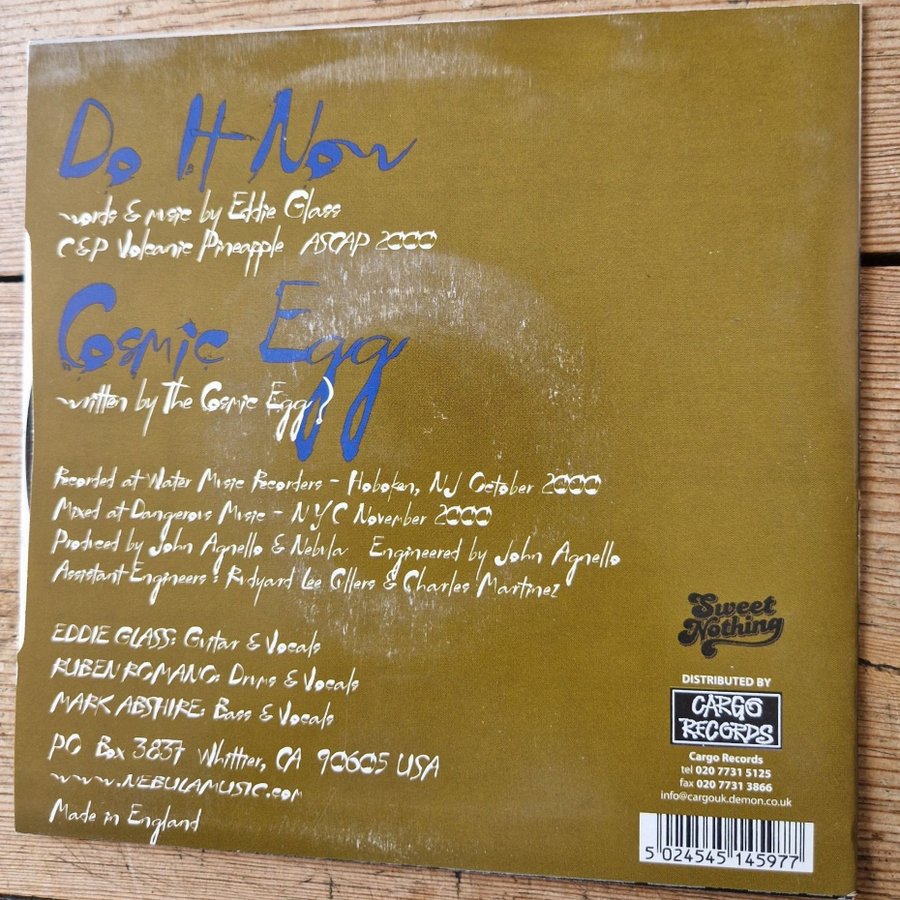 Do It Now
words & music by Eddie Glass
C & P Volcanic Pineapple ASCAP 2000
Cosmic Egg
written by The Cosmic Egg?
Recorded at Water Music Recorders - Hoboken, NJ October 2000
Mixed at Dangerous Music - NYC November 2000
Produced by John Agnello & Nebula Engineered by John Agnello
Assistant Engineers: Rudyard Lee Cullers & Charles Martinez
EDDIE GLASS: Guitar & Vocals
RUBEN ROMANO: Drums & Vocals
MARK ABSHIRE: Bass & Vocals
PO Box 3837 Whittier, CA 90605 USA
www.NEBULAMUSIC.com
Made in England
Sweet
Nothing
DISTRIBUTED BY
CARGO
RECORDS
Cargo Records
tel 020 7731 5125
fax 020 7731 3866
info@cargouk.demon.co.uk
5 024545 145977